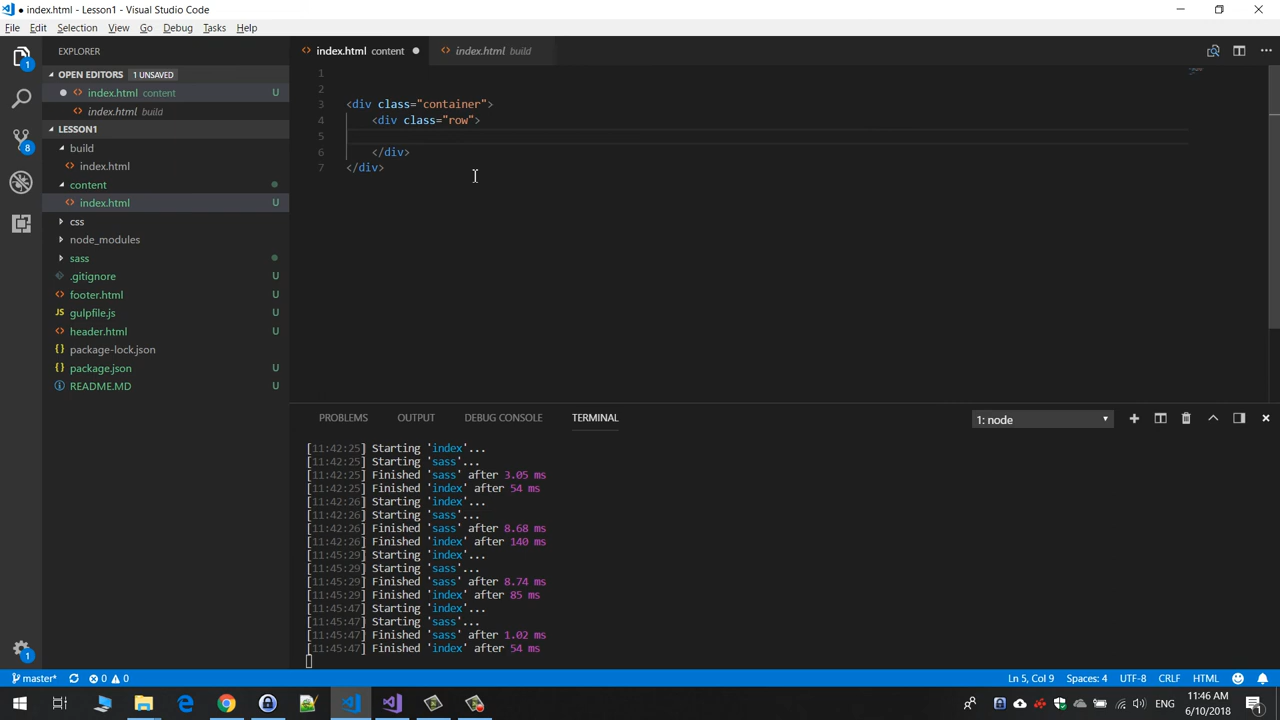 ● index.html - Lesson1 - Visual Studio Code
File Edit Selection View Go Debug Tasks Help
EXPLORER
OPEN EDITORS 1 UNSAVED
index.html content U
index.html build
LESSON1
build
index.html
content
index.html U
css
node_modules
sass
.gitignore U
footer.html U
JS gulpfile.js U
header.html U
{} package-lock.json
{} package.json U
README.MD U
1
8
1
index.html content ●
index.html build
1
2
3 <div class="container">
4 <div class="row">
5
6 </div>
7 </div>
PROBLEMS OUTPUT DEBUG CONSOLE TERMINAL
1: node
[11:42:25] Starting 'index'...
[11:42:25] Starting 'sass'...
[11:42:25] Finished 'sass' after 3.05 ms
[11:42:25] Finished 'index' after 54 ms
[11:42:26] Starting 'index'...
[11:42:26] Starting 'sass'...
[11:42:26] Finished 'sass' after 8.68 ms
[11:42:26] Finished 'index' after 140 ms
[11:45:29] Starting 'index'...
[11:45:29] Starting 'sass'...
[11:45:29] Finished 'sass' after 8.74 ms
[11:45:29] Finished 'index' after 85 ms
[11:45:47] Starting 'index'...
[11:45:47] Starting 'sass'...
[11:45:47] Finished 'sass' after 1.02 ms
[11:45:47] Finished 'index' after 54 ms
master* 0 0
Ln 5, Col 9 Spaces: 4 UTF-8 CRLF HTML
ENG
11:46 AM
6/10/2018
1